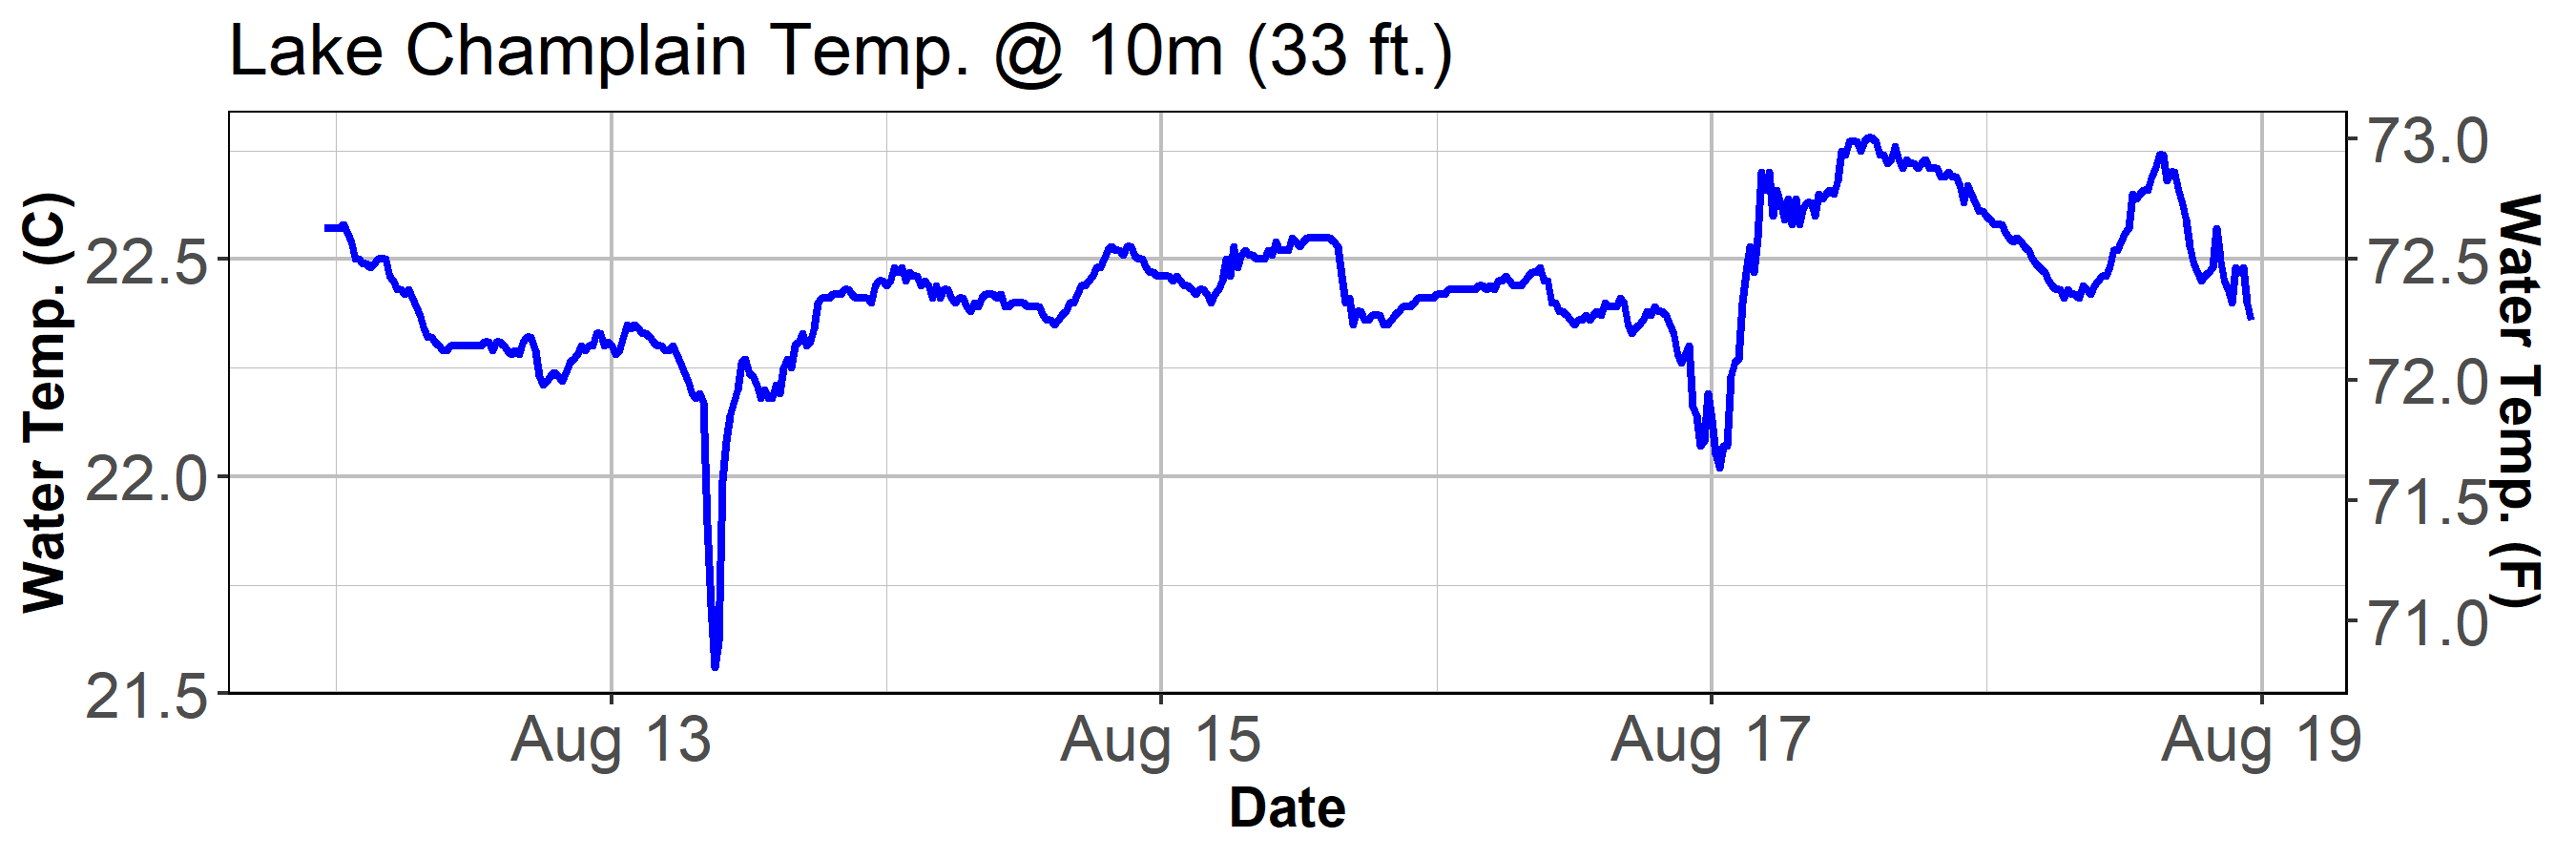 Lake Champlain Temp. @ 10m (33 ft.)
Water Temp. (C)
22.5
22.0
21.5
73.0
72.5
72.0
71.5
71.0
Water Temp. (F)
Aug 13
Aug 15
Aug 17
Aug 19
Date